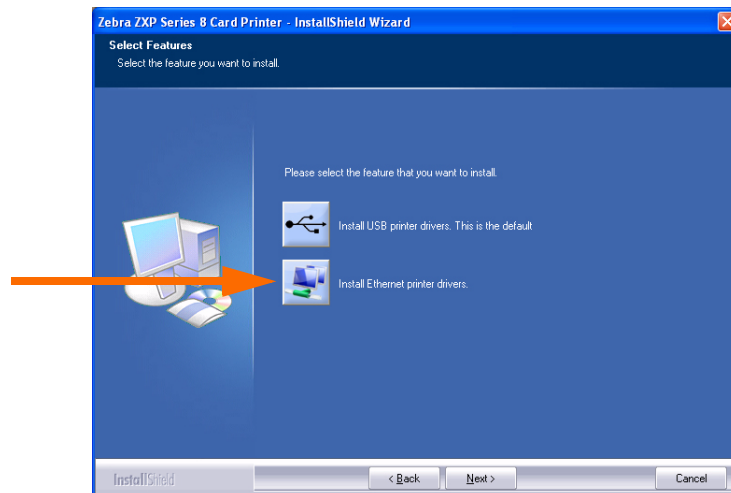 Zebra ZXP Series 8 Card Printer - InstallShield Wizard
Select Features
Select the feature you want to install.
Please select the feature that you want to install.
Install USB printer drivers. This is the default
Install Ethernet printer drivers.
InstallShield
< Back
Next >
Cancel